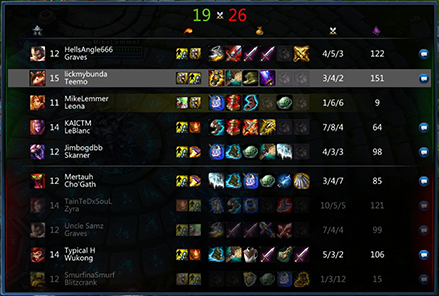 19 26
12 HellsAngle666 Graves 4/5/3 122
15 lickmybunda Teemo 3/4/2 151
11 MikeLemmer Leona 1/6/6 9
14 KAICTM LeBlanc 7/8/4 64
12 Jimbogdbb Skarner 4/3/3 98
12 Mertauh Cho'Gath 3/4/7 85
14 TainTeDxSouL Zyra 10/5/5 121
12 Uncle Samz Graves 7/4/4 99
14 Typical H Wukong 5/3/2 106
12 SmurfinaSmurf Blitzcrank 1/3/12 15